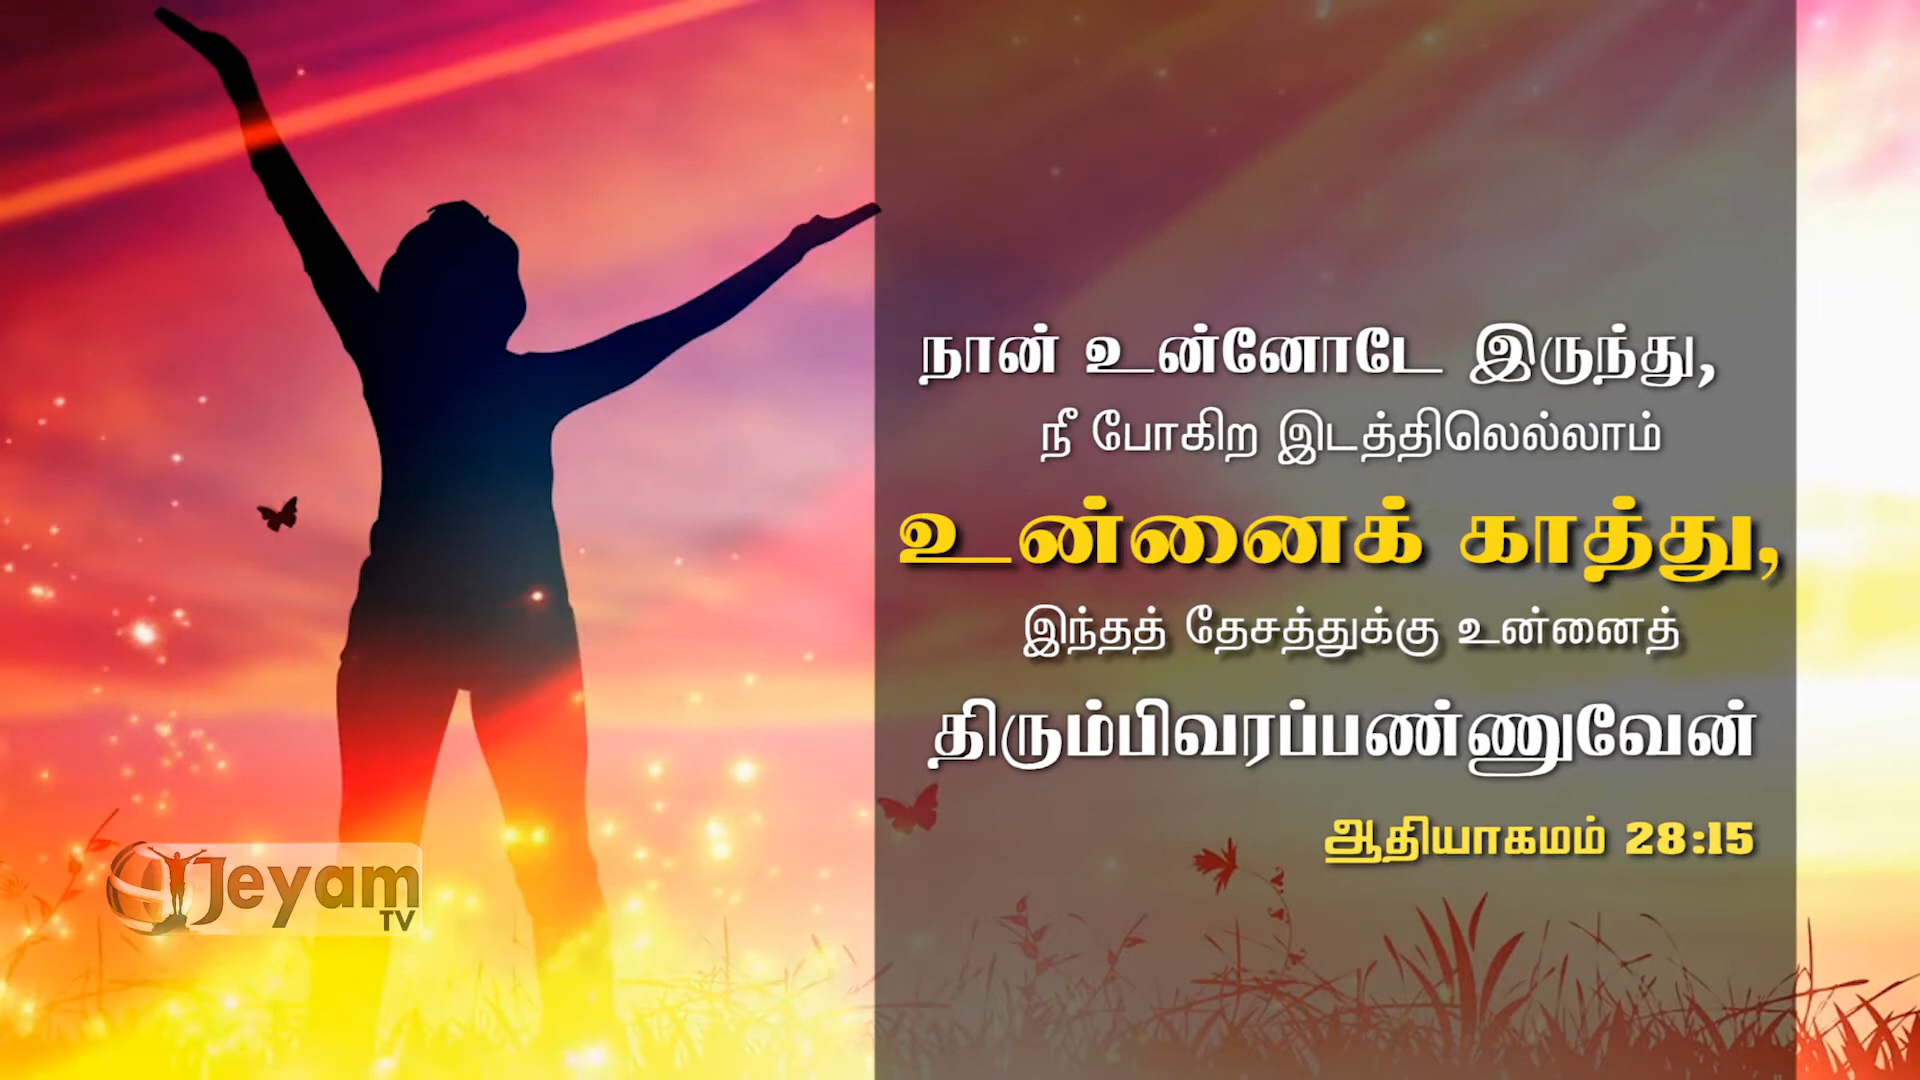 நான் உன்னோடே இருந்து,
நீ போகிற இடத்திலெல்லாம்
உன்னைக் காத்து,
இந்தத் தேசத்துக்கு உன்னைத்
திரும்பிவரப்பண்ணுவேன்
ஆதியாகமம் 28:15
Jeyam
TV